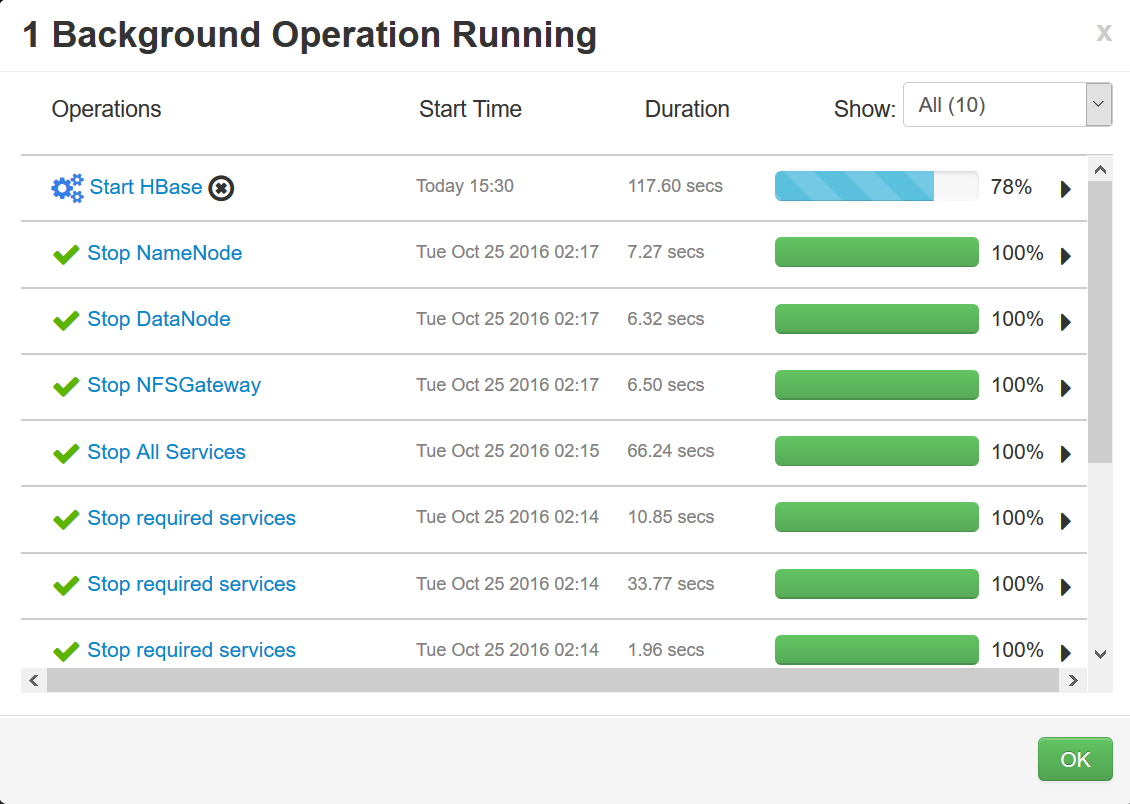 1 Background Operation Running x
Operations Start Time Duration Show: All (10)
Start HBase Today 15:30 117.60 secs 78%
Stop NameNode Tue Oct 25 2016 02:17 7.27 secs 100%
Stop DataNode Tue Oct 25 2016 02:17 6.32 secs 100%
Stop NFSGateway Tue Oct 25 2016 02:17 6.50 secs 100%
Stop All Services Tue Oct 25 2016 02:15 66.24 secs 100%
Stop required services Tue Oct 25 2016 02:14 10.85 secs 100%
Stop required services Tue Oct 25 2016 02:14 33.77 secs 100%
Stop required services Tue Oct 25 2016 02:14 1.96 secs 100%
OK